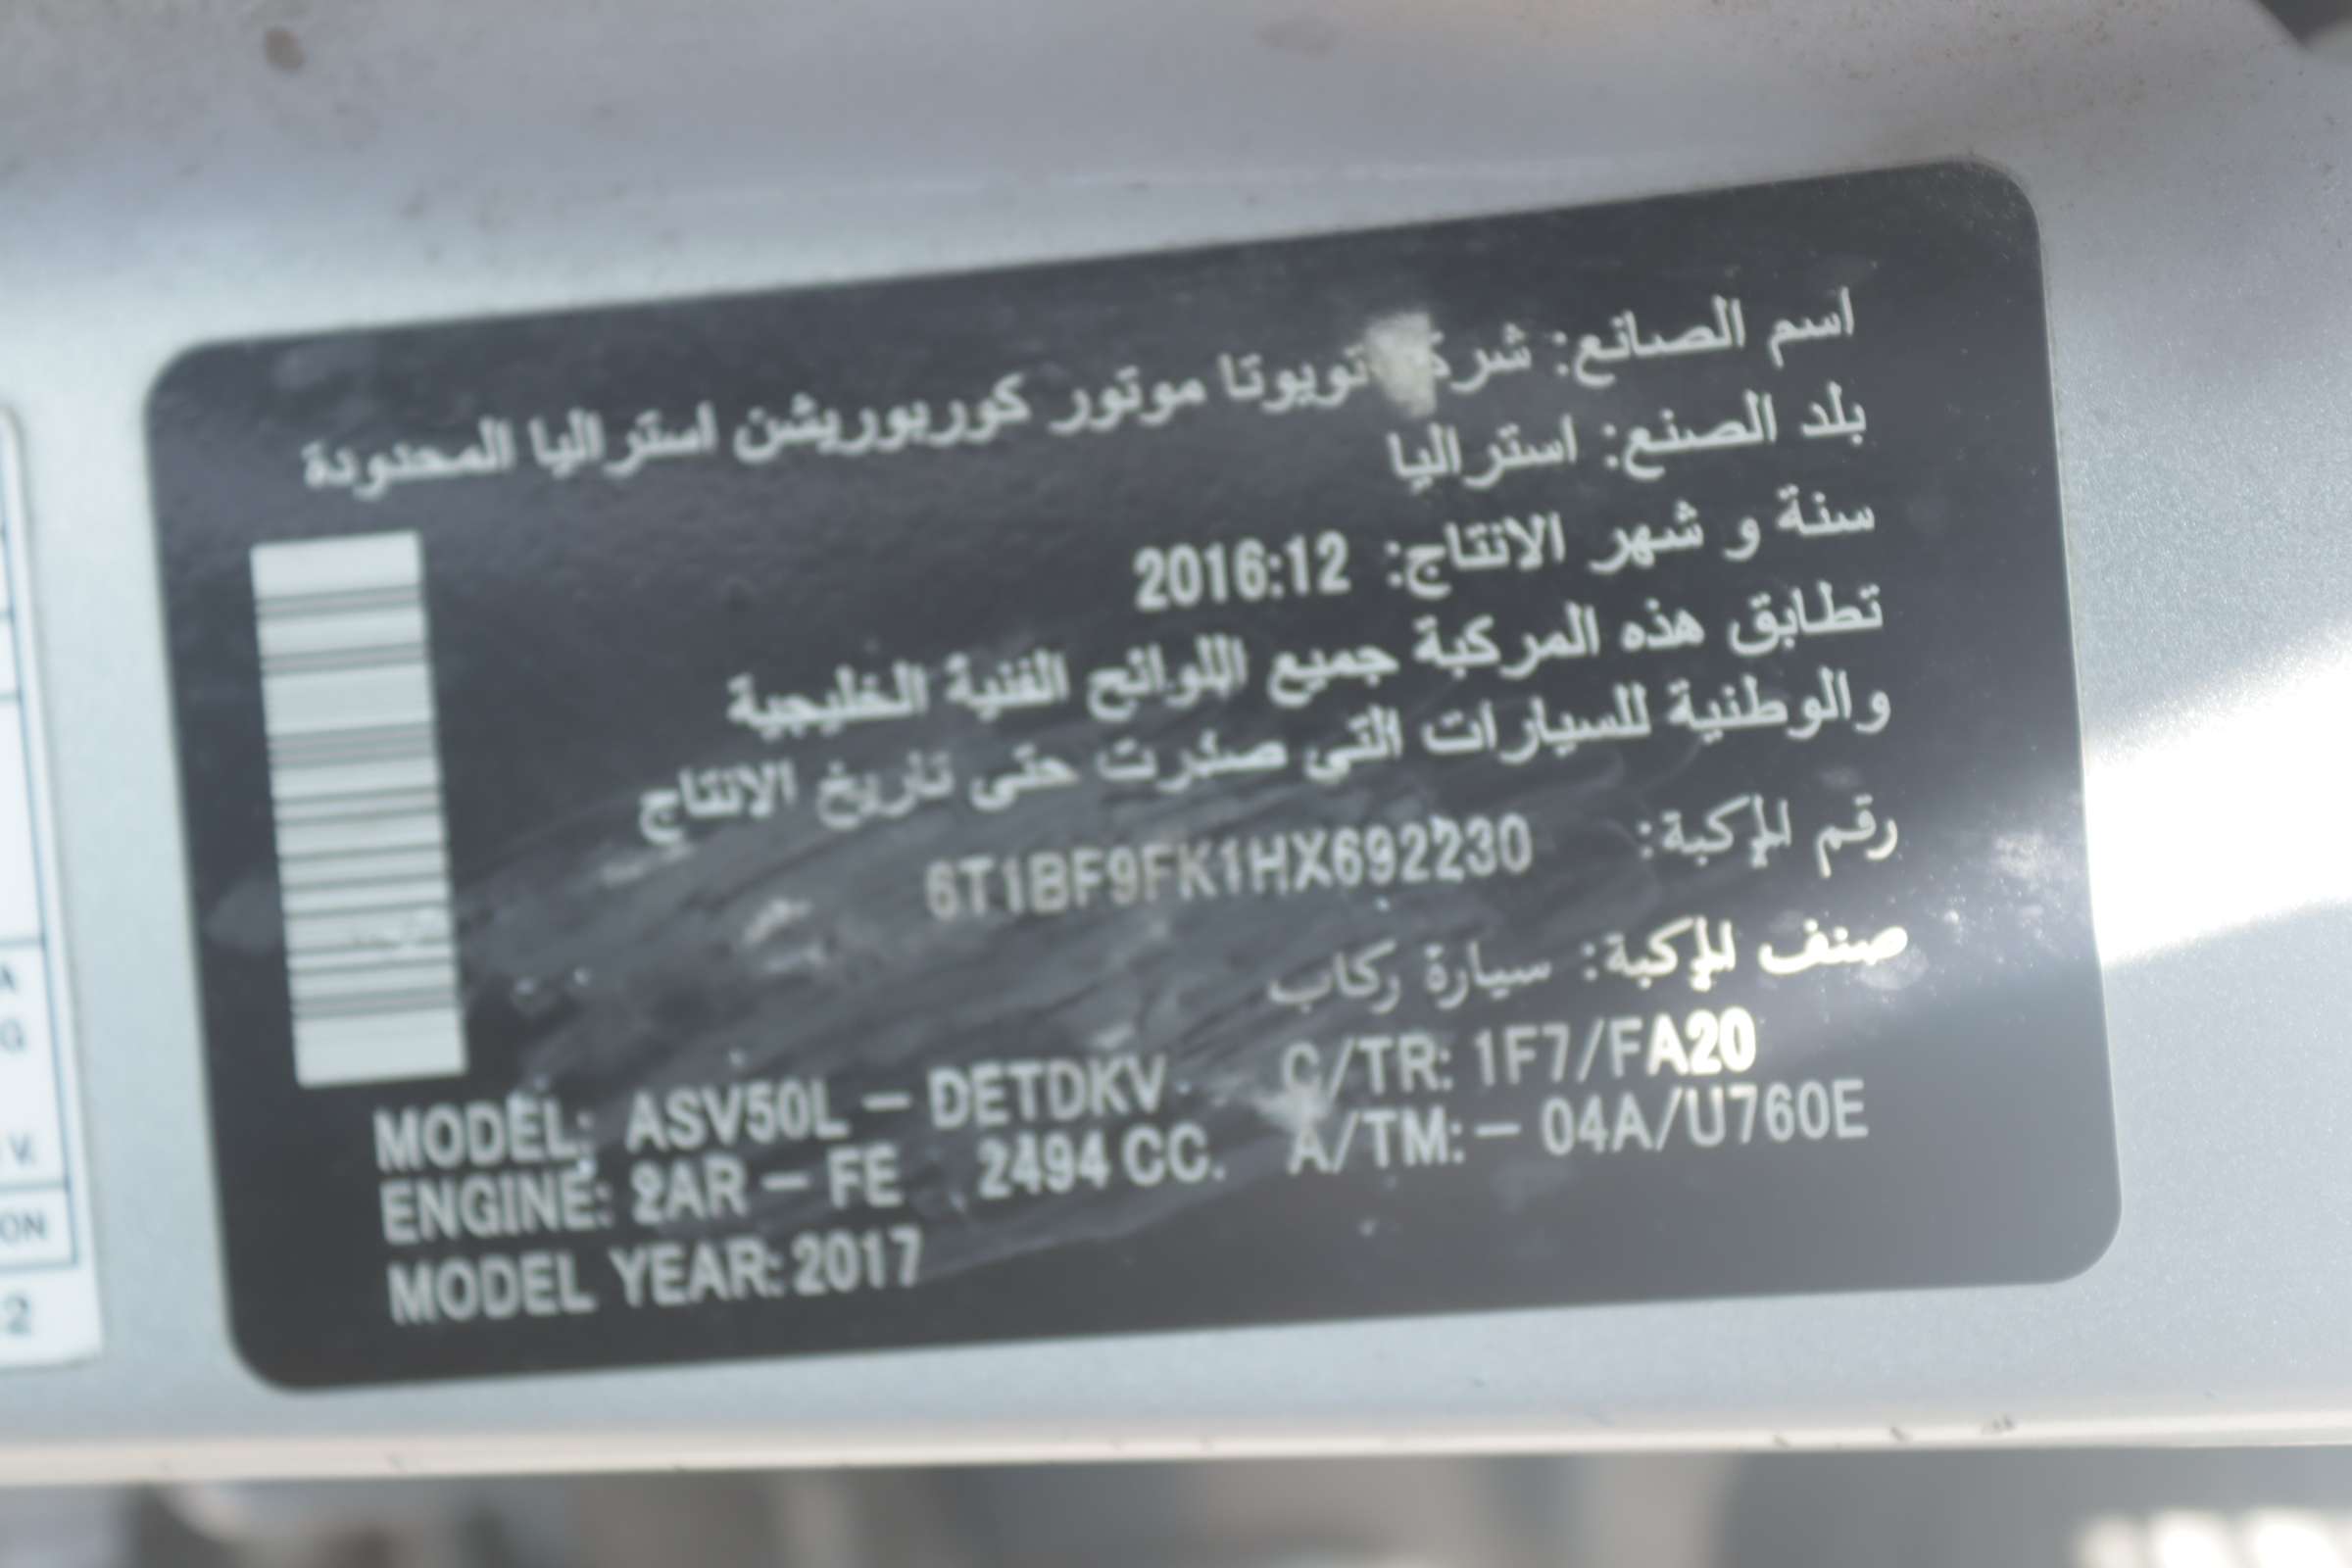 اسم الصانع: شركة تويوتا موتور كوربوريشن استراليا المحدودة
بلد الصنع: استراليا
سنة و شهر الانتاج: 2016:12
تطابق هذه المركبة جميع اللوائح الفنية الخليجية
والوطنية للسيارات التي صدرت حتى تاريخ الانتاج
رقم المركبة: 6T1BF9FK1HX692230
صنف المركبة: سيارة ركاب
MODEL: ASV50L – DETDKV C/TR: 1F7/FA20
ENGINE: 2AR – FE 2494 CC. A/TM: – 04A/U760E
MODEL YEAR: 2017
A
G
V.
ON
2